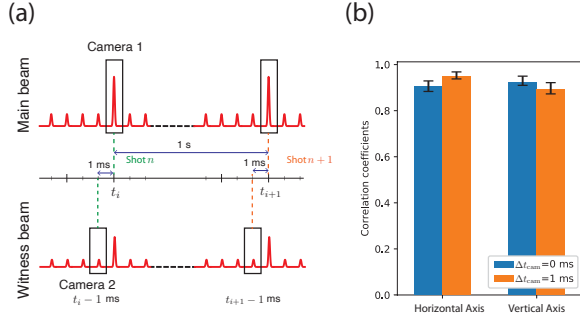 (a)
Camera 1
Main beam
1 s
1 ms
Shot n
1 ms
Shot n + 1
t_i
t_{i+1}
Witness beam
Camera 2
t_i − 1 ms
t_{i+1} − 1 ms
(b)
Correlation coefficients
1.0
0.8
0.6
0.4
0.2
0.0
Δt_cam=0 ms
Δt_cam=1 ms
Horizontal Axis
Vertical Axis